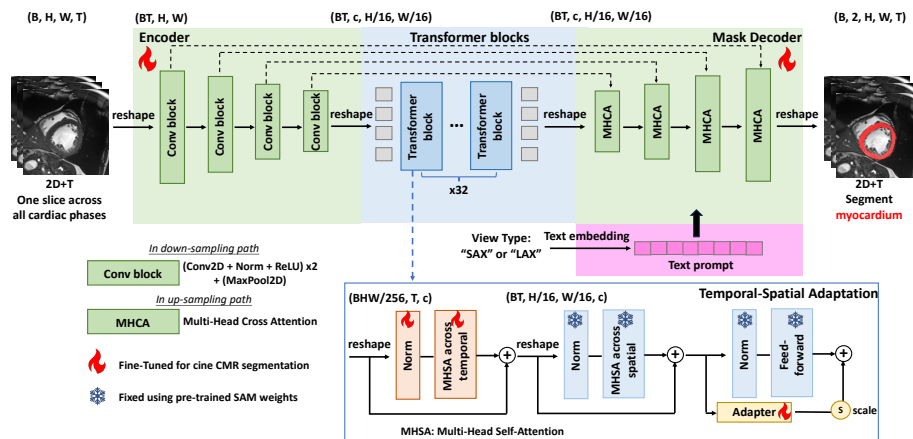 (B, H, W, T)
(BT, H, W)
(BT, c, H/16, W/16)
(BT, c, H/16, W/16)
(B, 2, H, W, T)
Encoder
Transformer blocks
Mask Decoder
reshape
Conv block
Conv block
Conv block
Conv block
reshape
Transformer block
...
Transformer block
x32
reshape
MHCA
MHCA
MHCA
MHCA
reshape
2D+T
One slice across
all cardiac phases
2D+T
Segment
myocardium
View Type:
"SAX" or "LAX"
Text embedding
Text prompt
In down-sampling path
Conv block
(Conv2D + Norm + ReLU) x2
+ (MaxPool2D)
In up-sampling path
MHCA
Multi-Head Cross Attention
Fine-Tuned for cine CMR segmentation
Fixed using pre-trained SAM weights
(BHW/256, T, c)
(BT, H/16, W/16, c)
Temporal-Spatial Adaptation
reshape
Norm
MHSA across temporal
reshape
Norm
MHSA across spatial
Norm
Feed-forward
Adapter
S
scale
MHSA: Multi-Head Self-Attention